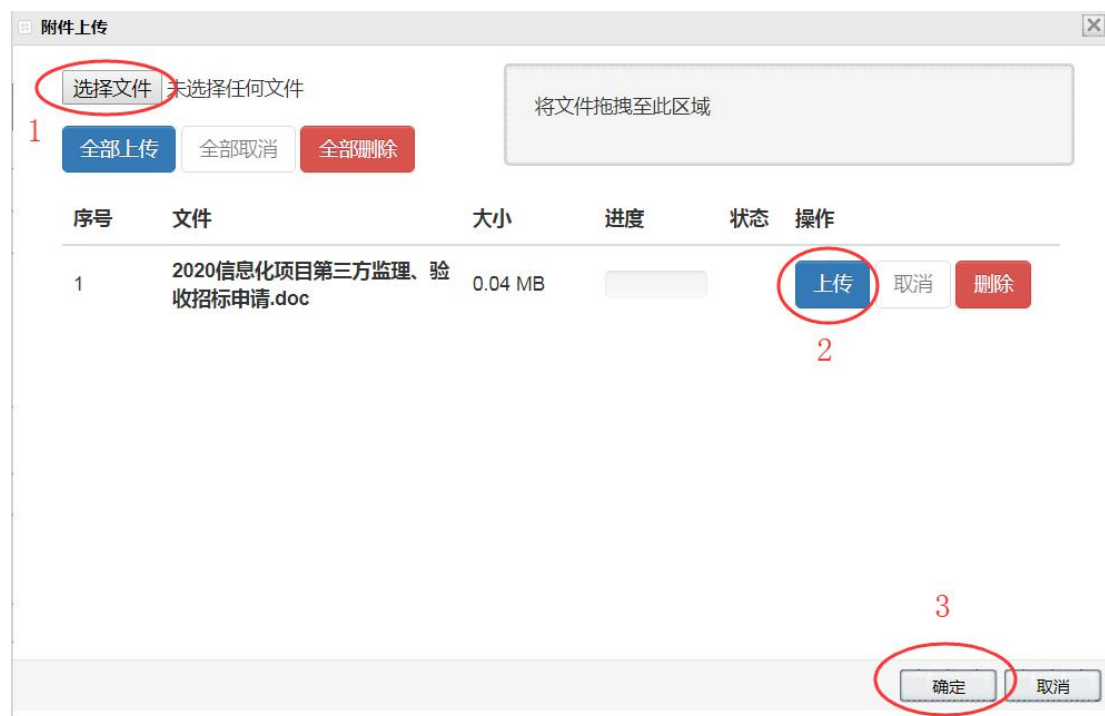 附件上传
选择文件 未选择任何文件
将文件拖拽至此区域
1
全部上传 全部取消 全部删除
序号 文件 大小 进度 状态 操作
1 2020信息化项目第三方监理、验 0.04 MB 上传 取消 删除
收招标申请.doc
2
3
确定 取消